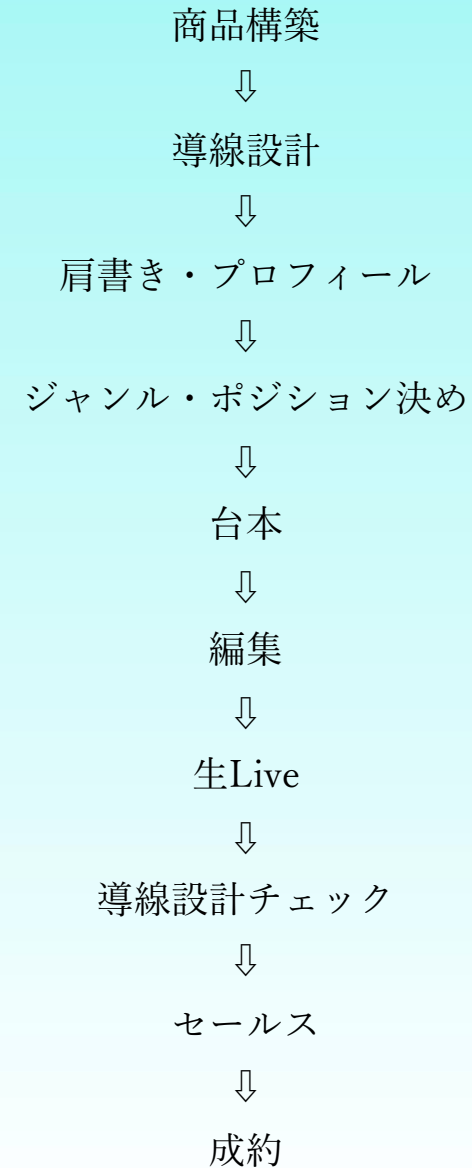 商品構築
⇩
導線設計
⇩
肩書き・プロフィール
⇩
ジャンル・ポジション決め
⇩
台本
⇩
編集
⇩
生Live
⇩
導線設計チェック
⇩
セールス
⇩
成約